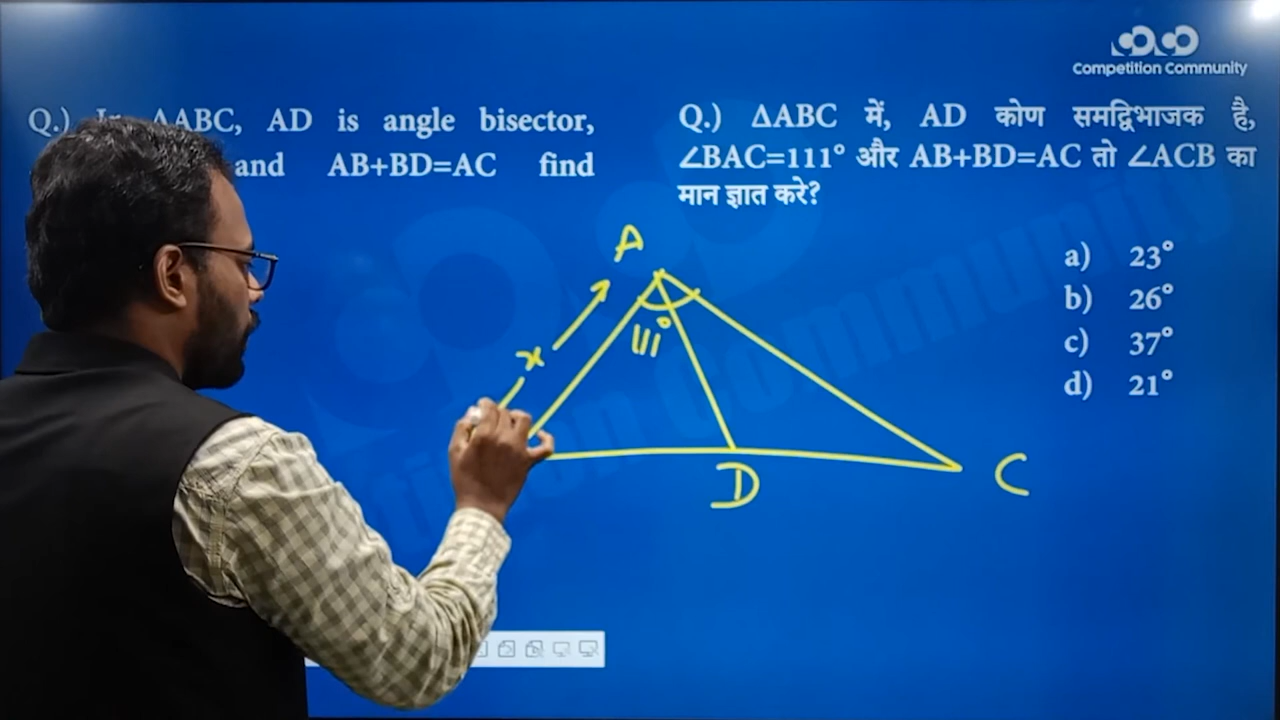 Competition Community
Q.) In ΔABC, AD is angle bisector,
and AB+BD=AC find
Q.) ΔABC में, AD कोण समद्विभाजक है,
∠BAC=111° और AB+BD=AC तो ∠ACB का
मान ज्ञात करे?
a) 23°
b) 26°
c) 37°
d) 21°
A
x
111°
D
C